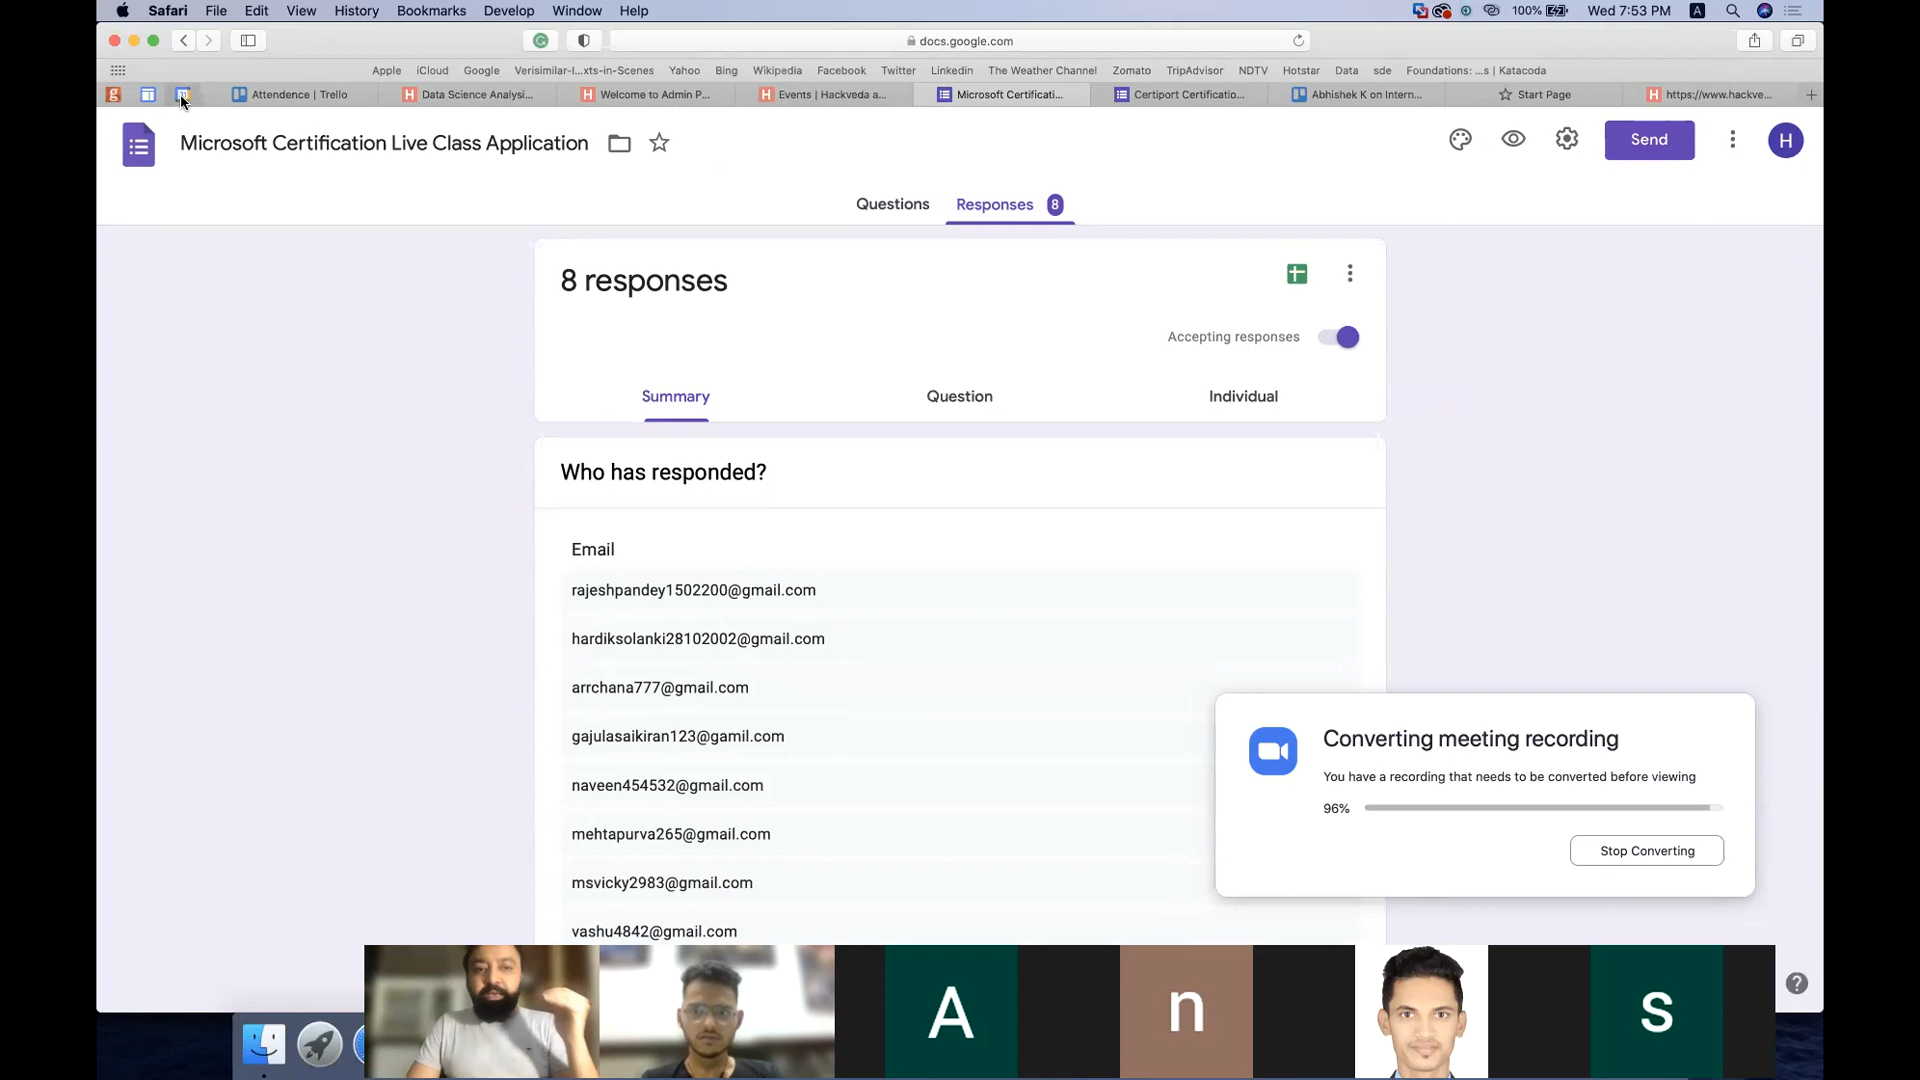 Safari File Edit View History Bookmarks Develop Window Help 100% Wed 7:53 PM A
docs.google.com
Apple iCloud Google Verisimilar-I...xts-in-Scenes Yahoo Bing Wikipedia Facebook Twitter Linkedin The Weather Channel Zomato TripAdvisor NDTV Hotstar Data sde Foundations: ...s | Katacoda
g Attendence | Trello H Data Science Analysi... H Welcome to Admin P... H Events | Hackveda a... Microsoft Certificati... Certiport Certificatio... Abhishek K on Intern... Start Page H https://www.hackve...
Microsoft Certification Live Class Application
Send
H
Questions Responses 8
8 responses
Accepting responses
Summary Question Individual
Who has responded?
Email
rajeshpandey1502200@gmail.com
hardiksolanki28102002@gmail.com
arrchana777@gmail.com
gajulasaikiran123@gamil.com
naveen454532@gmail.com
mehtapurva265@gmail.com
msvicky2983@gmail.com
vashu4842@gmail.com
Converting meeting recording
You have a recording that needs to be converted before viewing
96%
Stop Converting
A n s